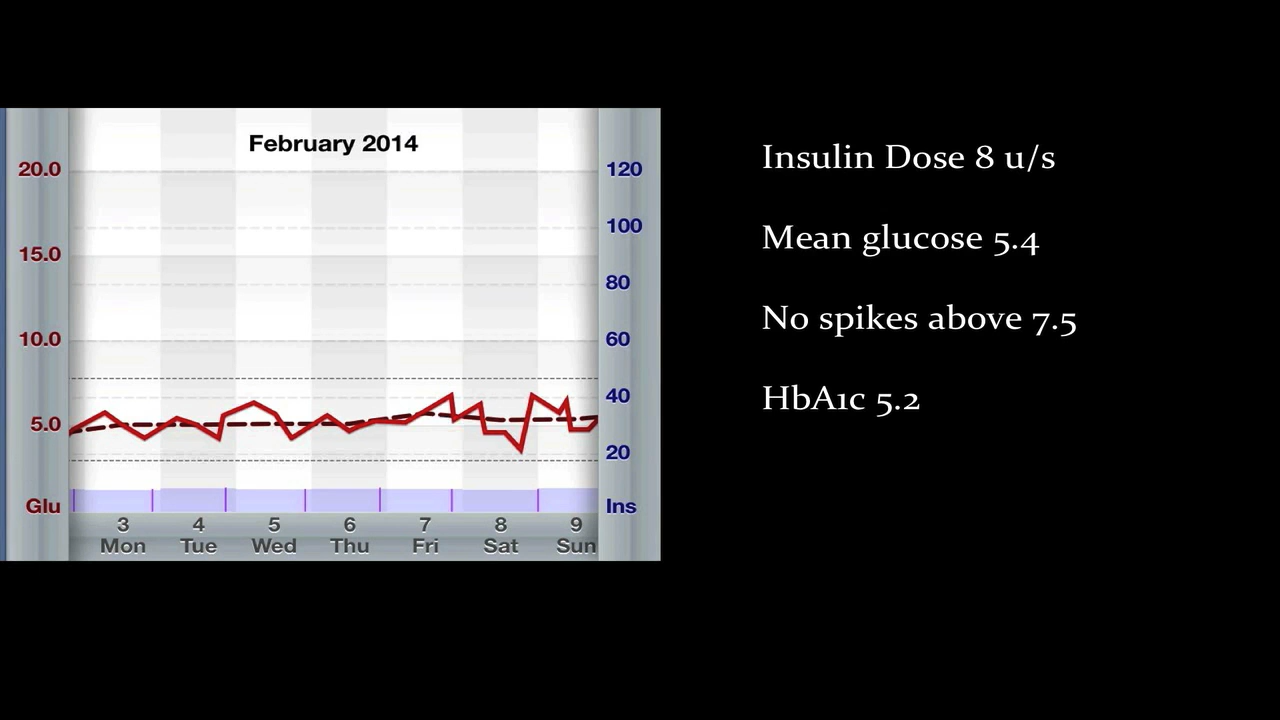 February 2014
20.0
15.0
10.0
5.0
Glu
120
100
80
60
40
20
Ins
3 4 5 6 7 8 9
Mon Tue Wed Thu Fri Sat Sun
Insulin Dose 8 u/s
Mean glucose 5.4
No spikes above 7.5
HbA1c 5.2